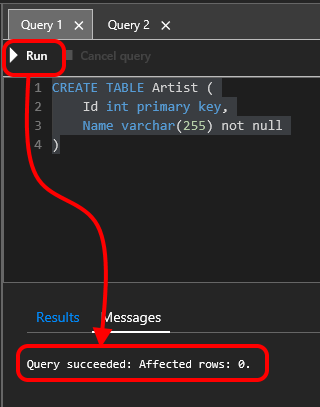 Query 1 × Query 2 ×
Run Cancel query
1 CREATE TABLE Artist (
2     Id int primary key,
3     Name varchar(255) not null
4 )
Results Messages
Query succeeded: Affected rows: 0.